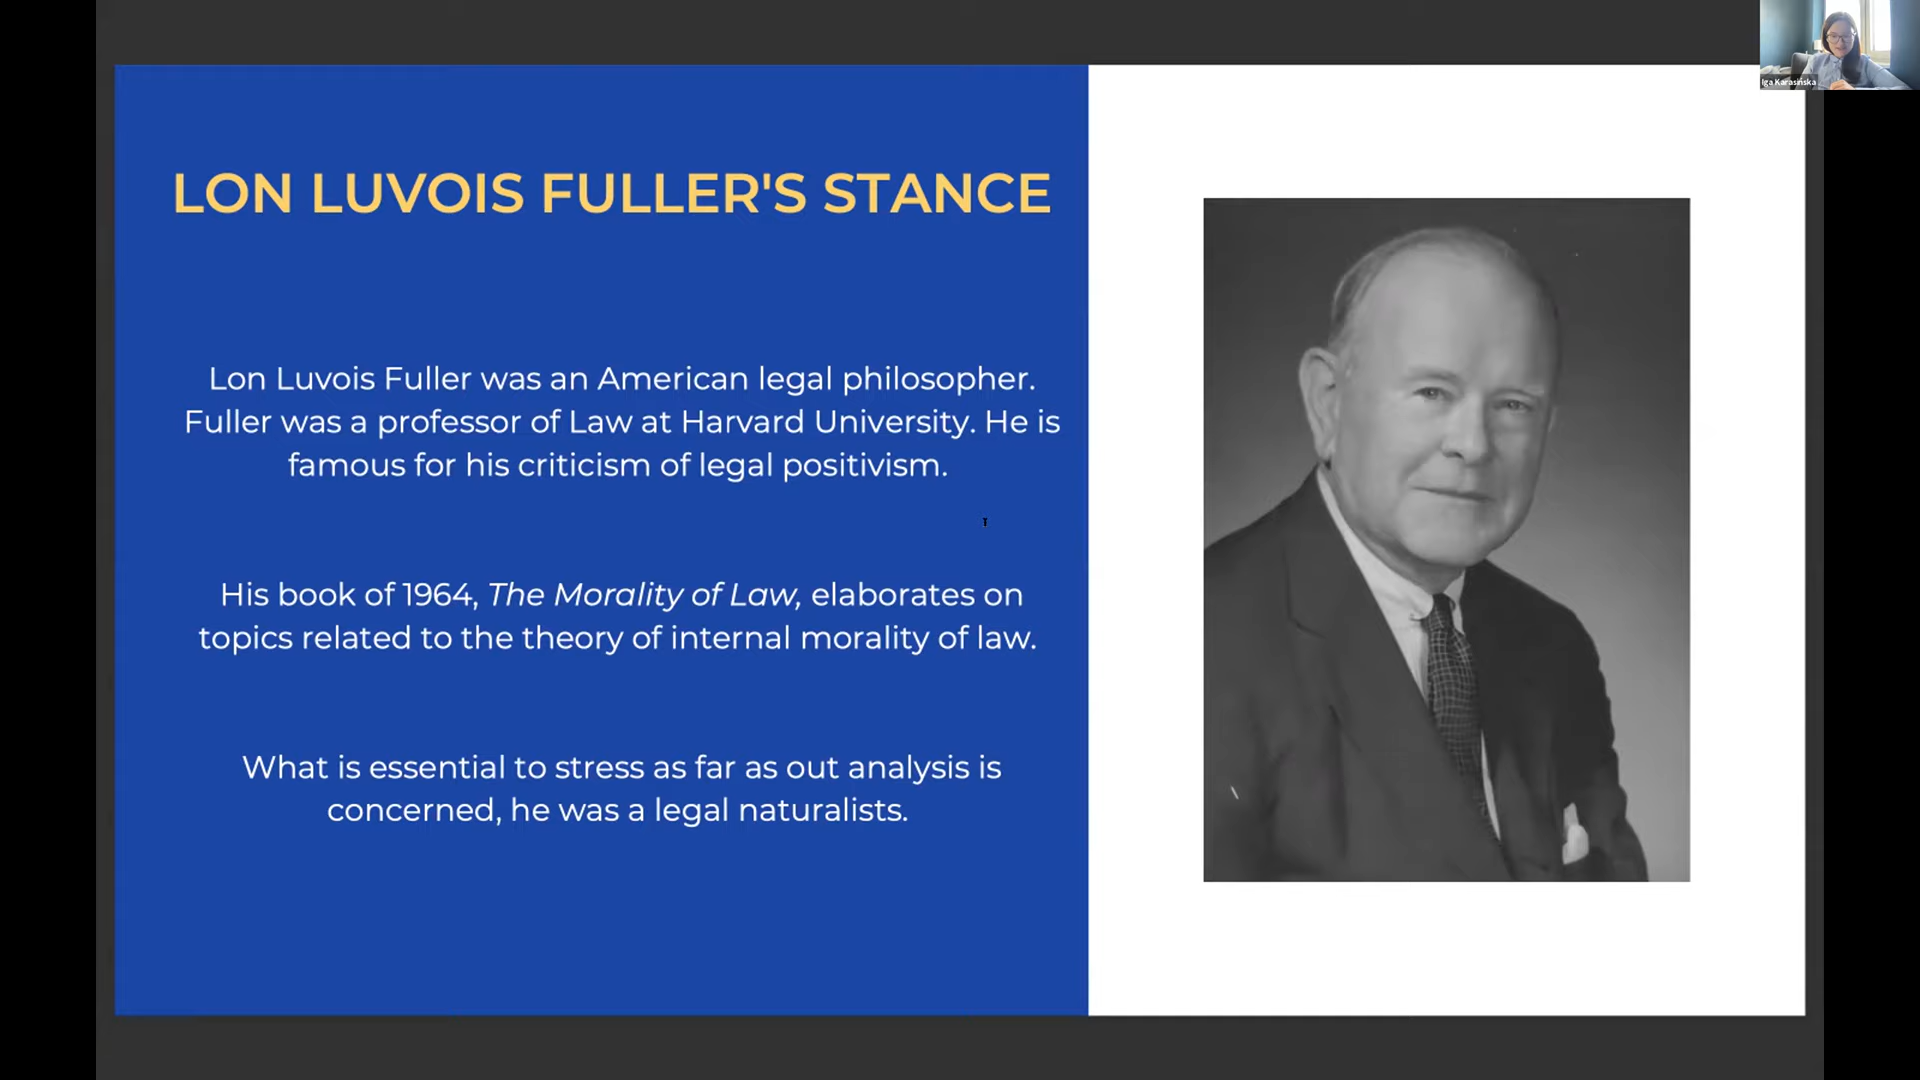 Iga Karasińska
LON LUVOIS FULLER'S STANCE
Lon Luvois Fuller was an American legal philosopher.
Fuller was a professor of Law at Harvard University. He is
famous for his criticism of legal positivism.
His book of 1964, The Morality of Law, elaborates on
topics related to the theory of internal morality of law.
What is essential to stress as far as out analysis is
concerned, he was a legal naturalists.